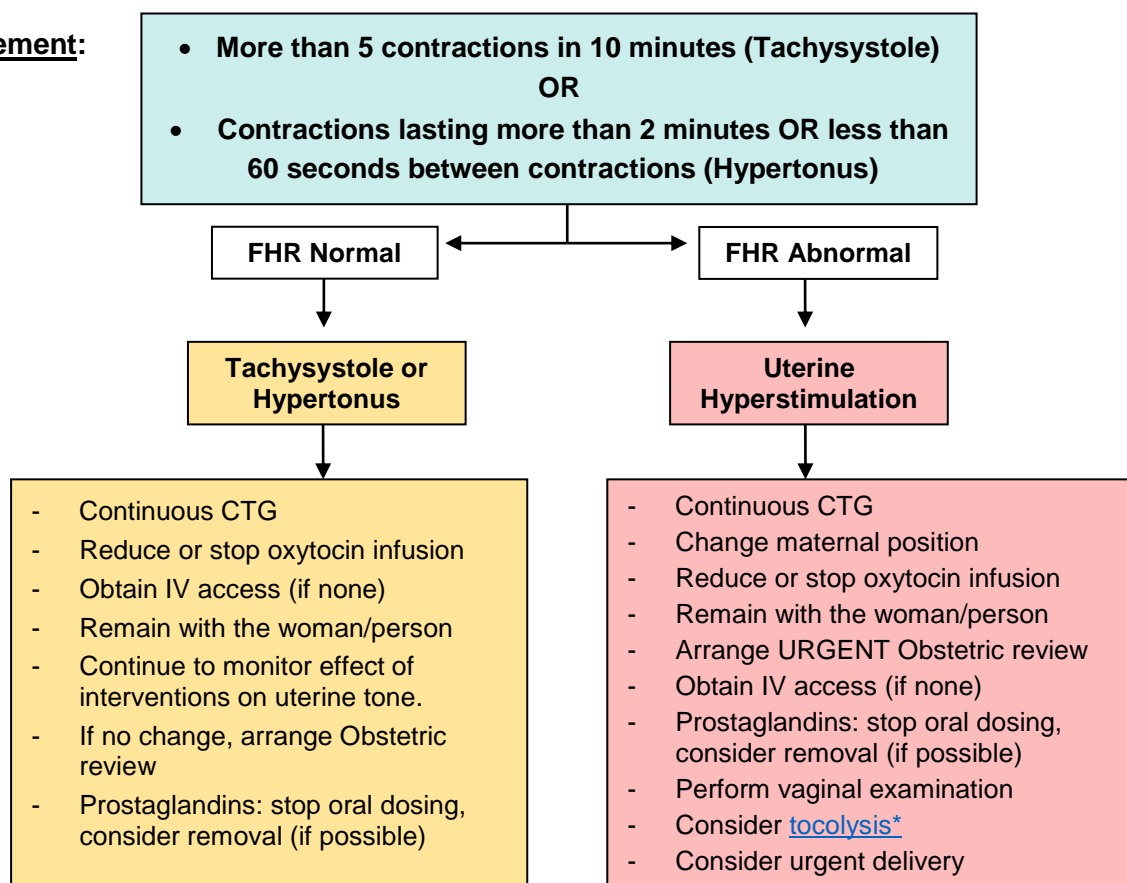 ement:
• More than 5 contractions in 10 minutes (Tachysystole)
OR
• Contractions lasting more than 2 minutes OR less than
60 seconds between contractions (Hypertonus)
FHR Normal
FHR Abnormal
Tachysystole or
Hypertonus
Uterine
Hyperstimulation
- Continuous CTG
- Reduce or stop oxytocin infusion
- Obtain IV access (if none)
- Remain with the woman/person
- Continue to monitor effect of
interventions on uterine tone.
- If no change, arrange Obstetric
review
- Prostaglandins: stop oral dosing,
consider removal (if possible)
- Continuous CTG
- Change maternal position
- Reduce or stop oxytocin infusion
- Remain with the woman/person
- Arrange URGENT Obstetric review
- Obtain IV access (if none)
- Prostaglandins: stop oral dosing,
consider removal (if possible)
- Perform vaginal examination
- Consider tocolysis*
- Consider urgent delivery